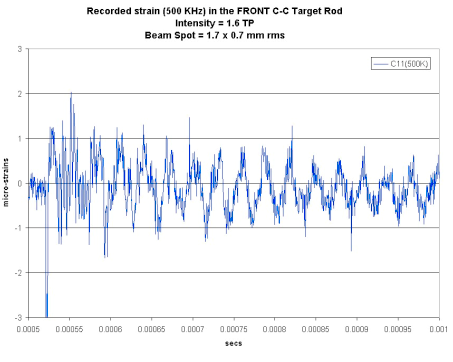 Recorded strain (500 KHz) in the FRONT C-C Target Rod
Intensity = 1.6 TP
Beam Spot = 1.7 x 0.7 mm rms
C11(500K)
micro-strains
3
2
1
0
-1
-2
-3
0.0005 0.00055 0.0006 0.00065 0.0007 0.00075 0.0008 0.00085 0.0009 0.00095 0.001
secs